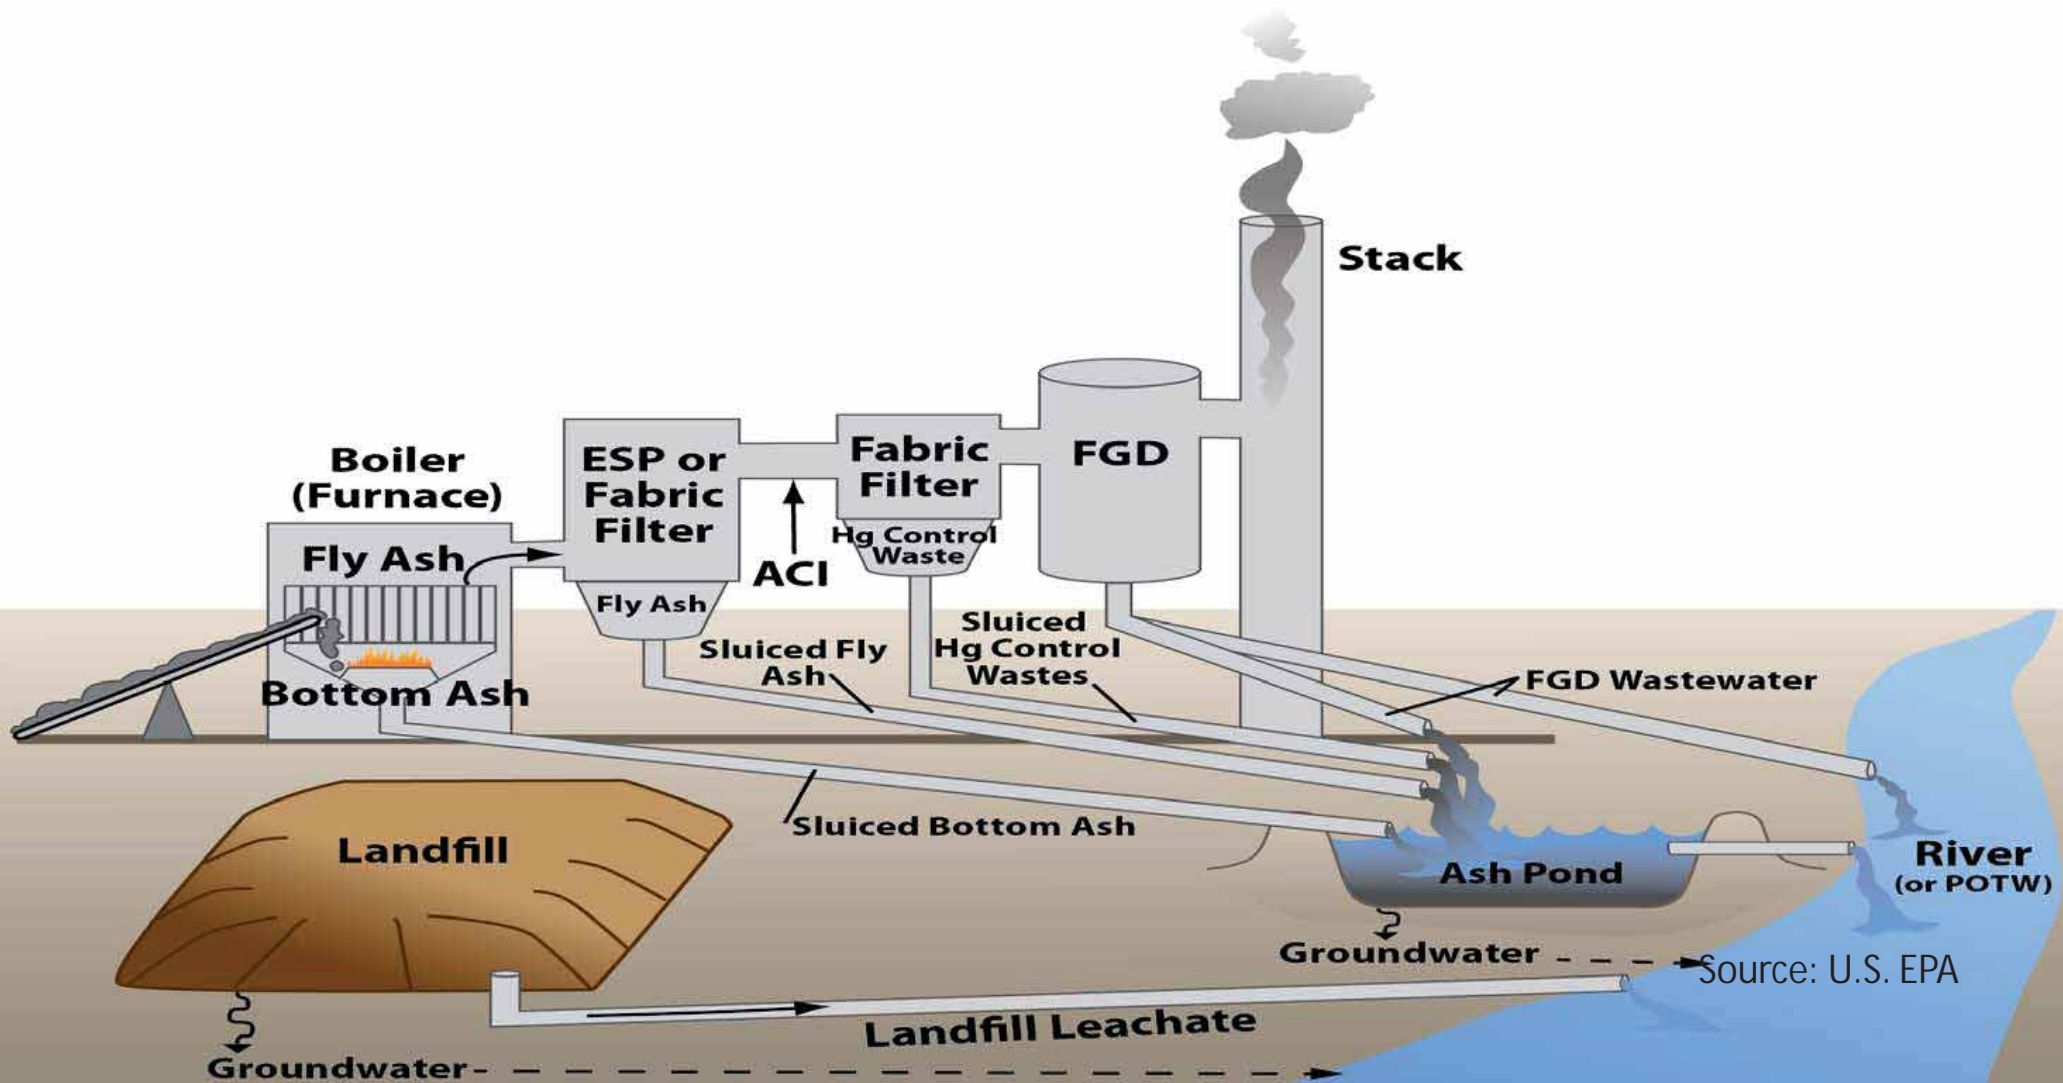 Stack
Boiler
(Furnace)
Fly Ash
Bottom Ash
ESP or
Fabric
Filter
Fly Ash
ACI
Fabric
Filter
Hg Control
Waste
FGD
Sluiced Fly
Ash
Sluiced
Hg Control
Wastes
FGD Wastewater
Sluiced Bottom Ash
Landfill
Ash Pond
River
(or POTW)
Groundwater
Source: U.S. EPA
Landfill Leachate
Groundwater